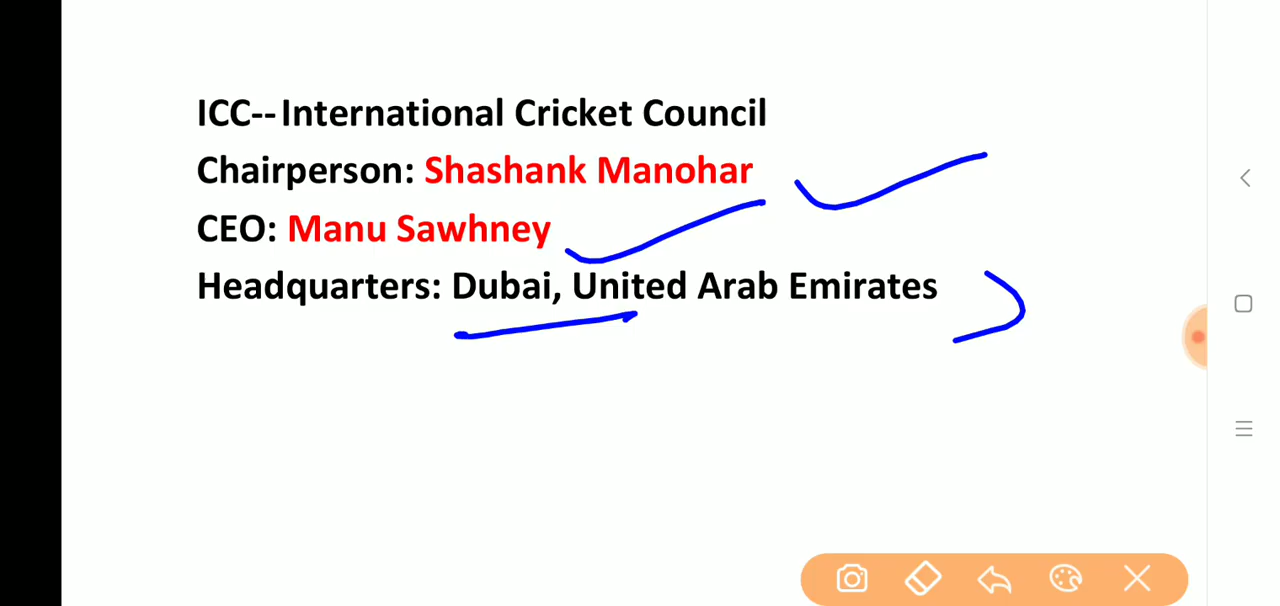 ICC--International Cricket Council
Chairperson: Shashank Manohar
CEO: Manu Sawhney
Headquarters: Dubai, United Arab Emirates